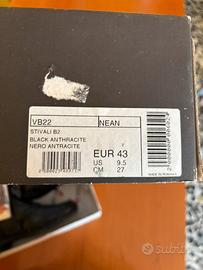 VB22 NEAN
STIVALI B2
BLACK ANTHRACITE
NERO ANTRACITE
EUR 43
US 9.5
CM 27
MADE IN ROMANIA
subito